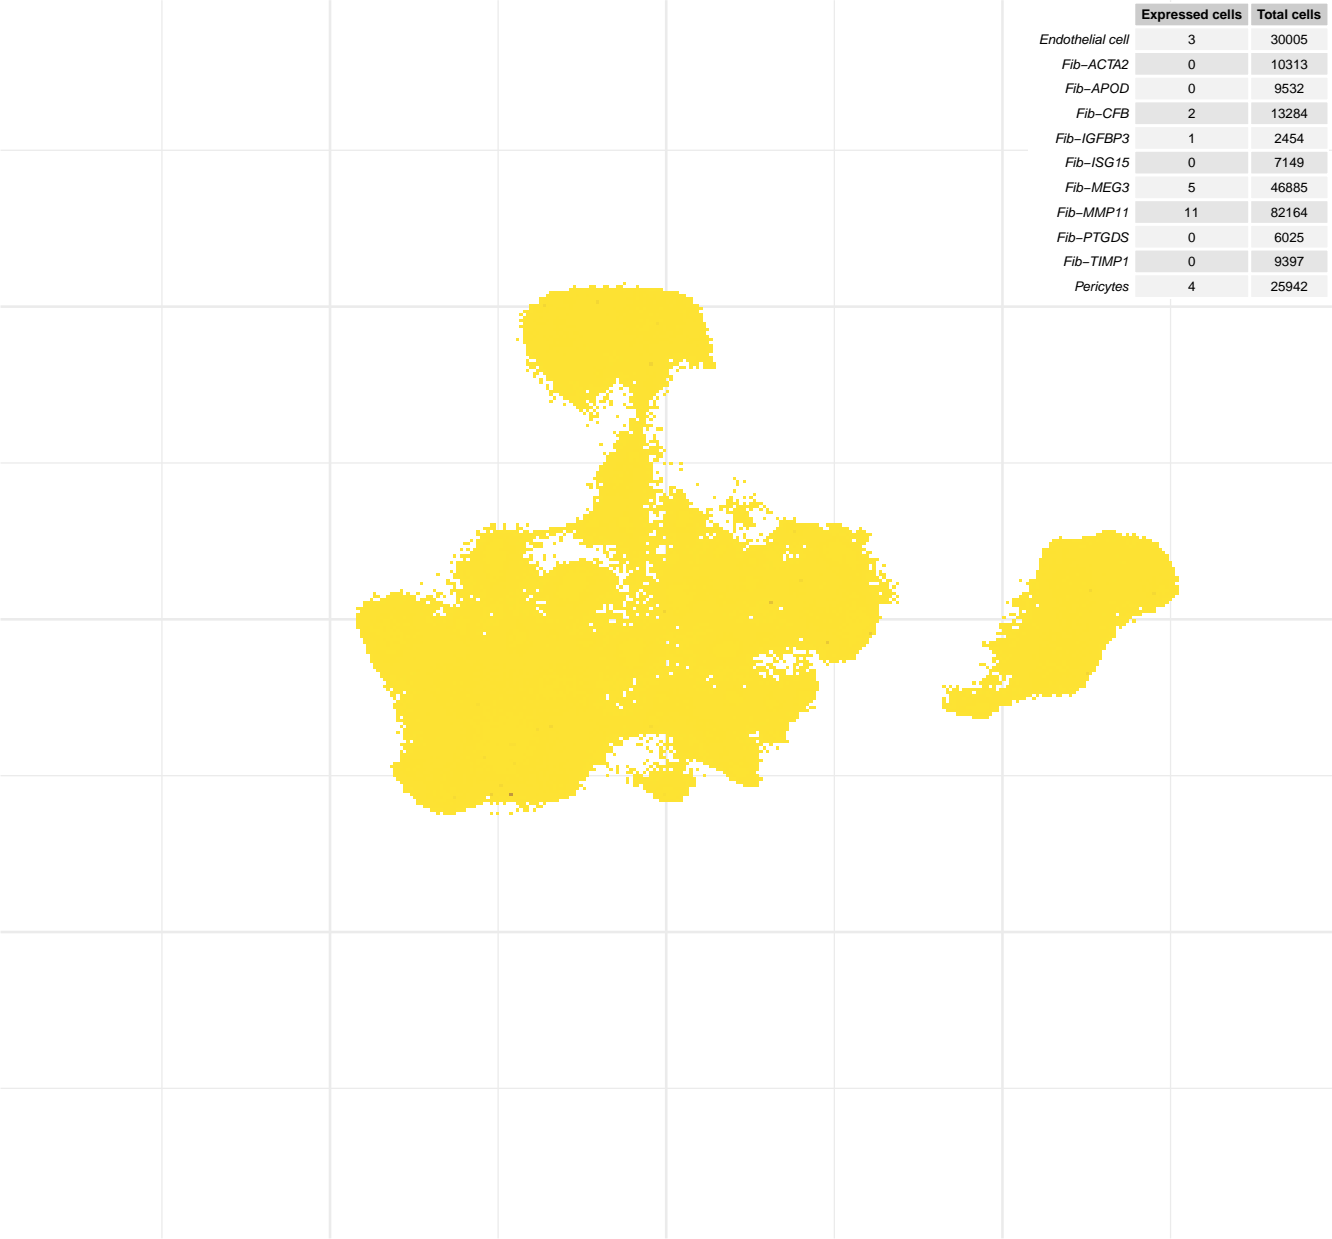 Expressed cells Total cells
Endothelial cell 3 30005
Fib−ACTA2 0 10313
Fib−APOD 0 9532
Fib−CFB 2 13284
Fib−IGFBP3 1 2454
Fib−ISG15 0 7149
Fib−MEG3 5 46885
Fib−MMP11 11 82164
Fib−PTGDS 0 6025
Fib−TIMP1 0 9397
Pericytes 4 25942